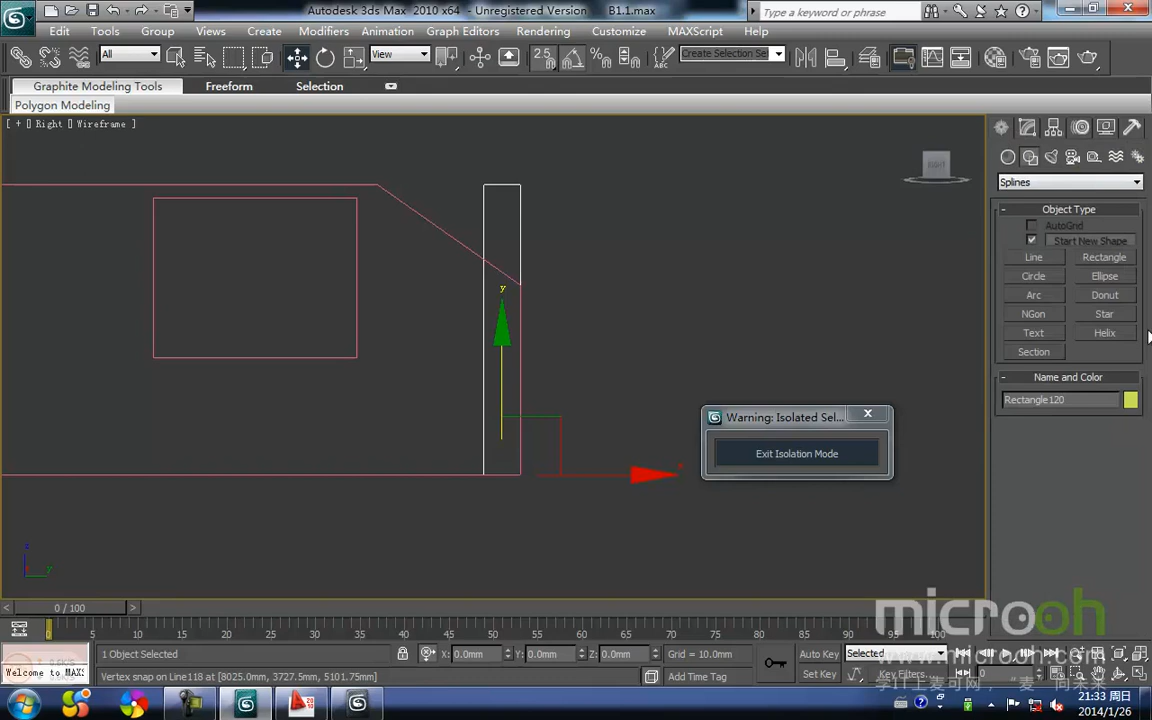 Autodesk 3ds Max 2010 x64 - Unregistered Version B1.1.max
Type a keyword or phrase
Edit Tools Group Views Create Modifiers Animation Graph Editors Rendering Customize MAXScript Help
All View 2.5 Create Selection Se
Graphite Modeling Tools Freeform Selection
Polygon Modeling
[ + [] Right [] Wireframe ]
RIGHT
Splines
- Object Type
AutoGrid
Start New Shape
Line Rectangle
Circle Ellipse
Arc Donut
NGon Star
Text Helix
Section
- Name and Color
Rectangle120
y
x
Warning: Isolated Sel...
Exit Isolation Mode
z
y
microoh
www.microoh.com
0 / 100
0 5 10 15 20 25 30 35 40 45 50 55 60 65 70 75 80 85 90 95 100
1 Object Selected X: 0.0mm Y: 0.0mm Z: 0.0mm Grid = 10.0mm Auto Key Selected
Welcome to MAX: Vertex snap on Line118 at [8025.0mm, 3727.5mm, 5101.75mm] Add Time Tag Set Key Key Filters... 0
21:33 周日
2014/1/26